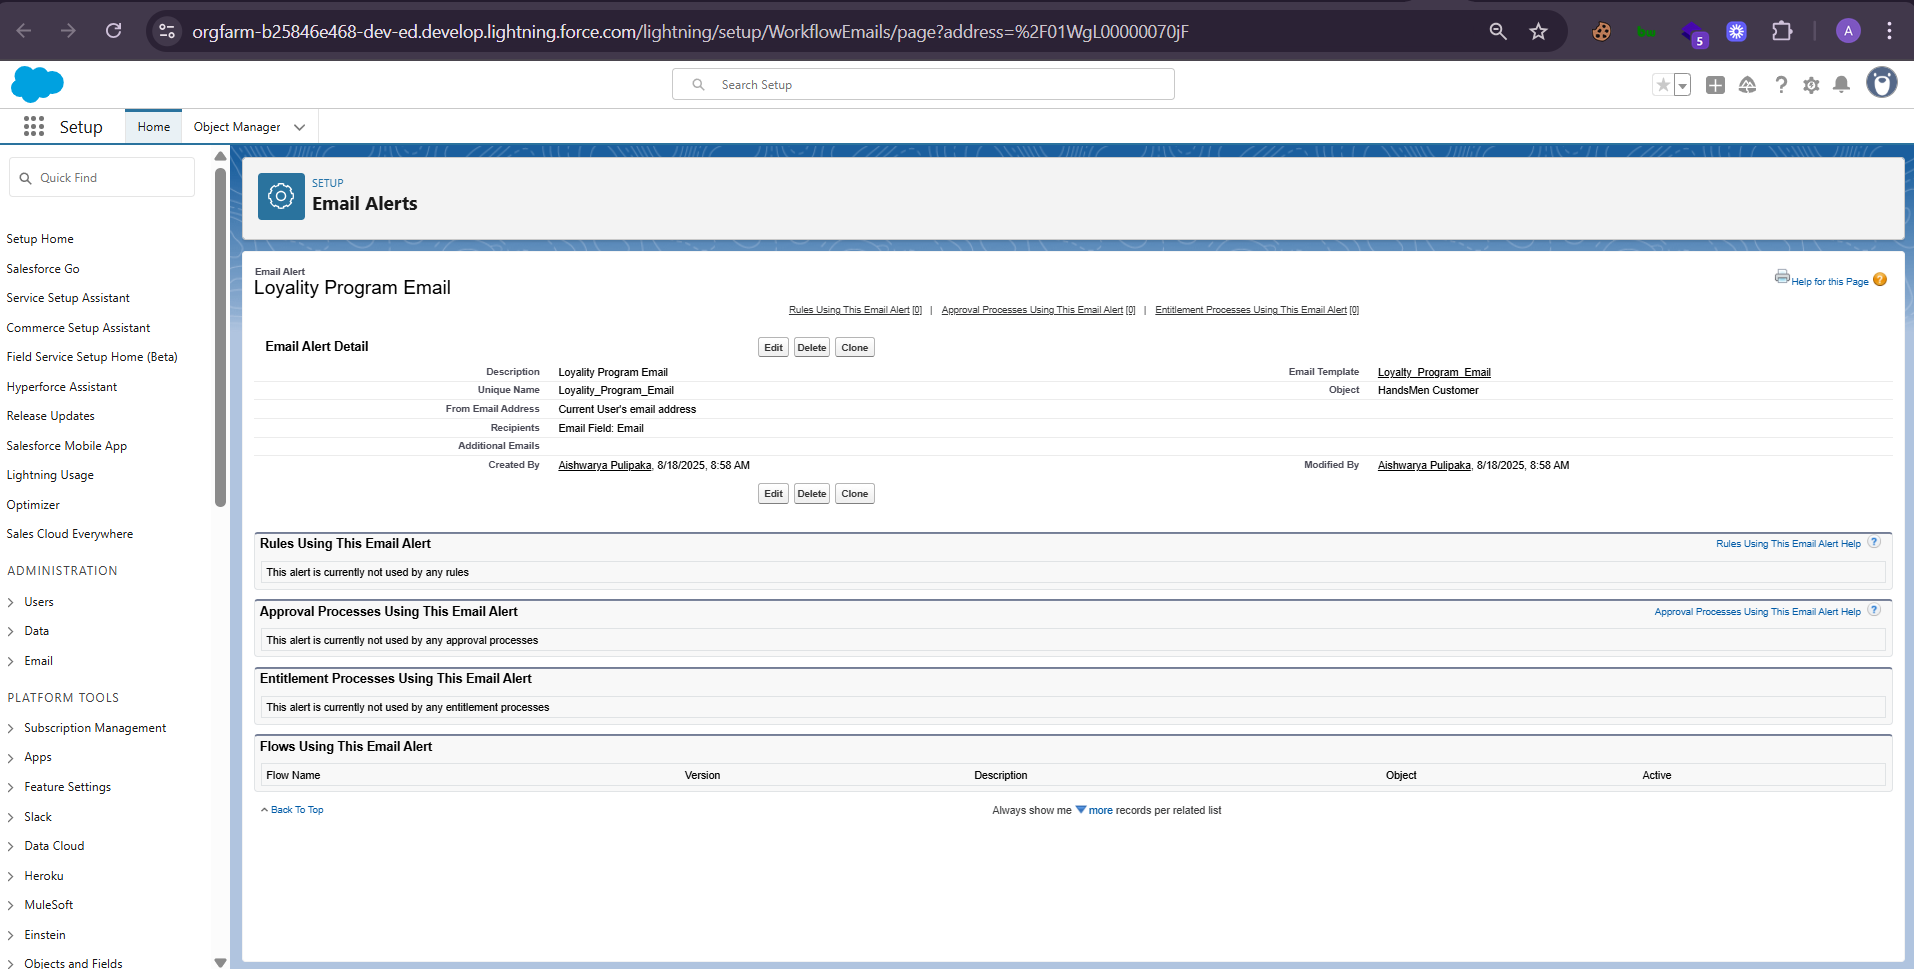 orgfarm-b25846e468-dev-ed.develop.lightning.force.com/lightning/setup/WorkflowEmails/page?address=%2F01WgL00000070jF
bw
5
A
Search Setup
Setup
Home
Object Manager
Quick Find
Setup Home
Salesforce Go
Service Setup Assistant
Commerce Setup Assistant
Field Service Setup Home (Beta)
Hyperforce Assistant
Release Updates
Salesforce Mobile App
Lightning Usage
Optimizer
Sales Cloud Everywhere
ADMINISTRATION
Users
Data
Email
PLATFORM TOOLS
Subscription Management
Apps
Feature Settings
Slack
Data Cloud
Heroku
MuleSoft
Einstein
Objects and Fields
SETUP
Email Alerts
Email Alert
Loyality Program Email
Help for this Page ?
Rules Using This Email Alert [0] | Approval Processes Using This Email Alert [0] | Entitlement Processes Using This Email Alert [0]
Email Alert Detail Edit Delete Clone
Description Loyality Program Email Email Template Loyalty_Program_Email
Unique Name Loyality_Program_Email Object HandsMen Customer
From Email Address Current User's email address
Recipients Email Field: Email
Additional Emails
Created By Aishwarya Pulipaka, 8/18/2025, 8:58 AM Modified By Aishwarya Pulipaka, 8/18/2025, 8:58 AM
Edit Delete Clone
Rules Using This Email Alert Rules Using This Email Alert Help ?
This alert is currently not used by any rules
Approval Processes Using This Email Alert Approval Processes Using This Email Alert Help ?
This alert is currently not used by any approval processes
Entitlement Processes Using This Email Alert
This alert is currently not used by any entitlement processes
Flows Using This Email Alert
Flow Name Version Description Object Active
Back To Top Always show me more records per related list